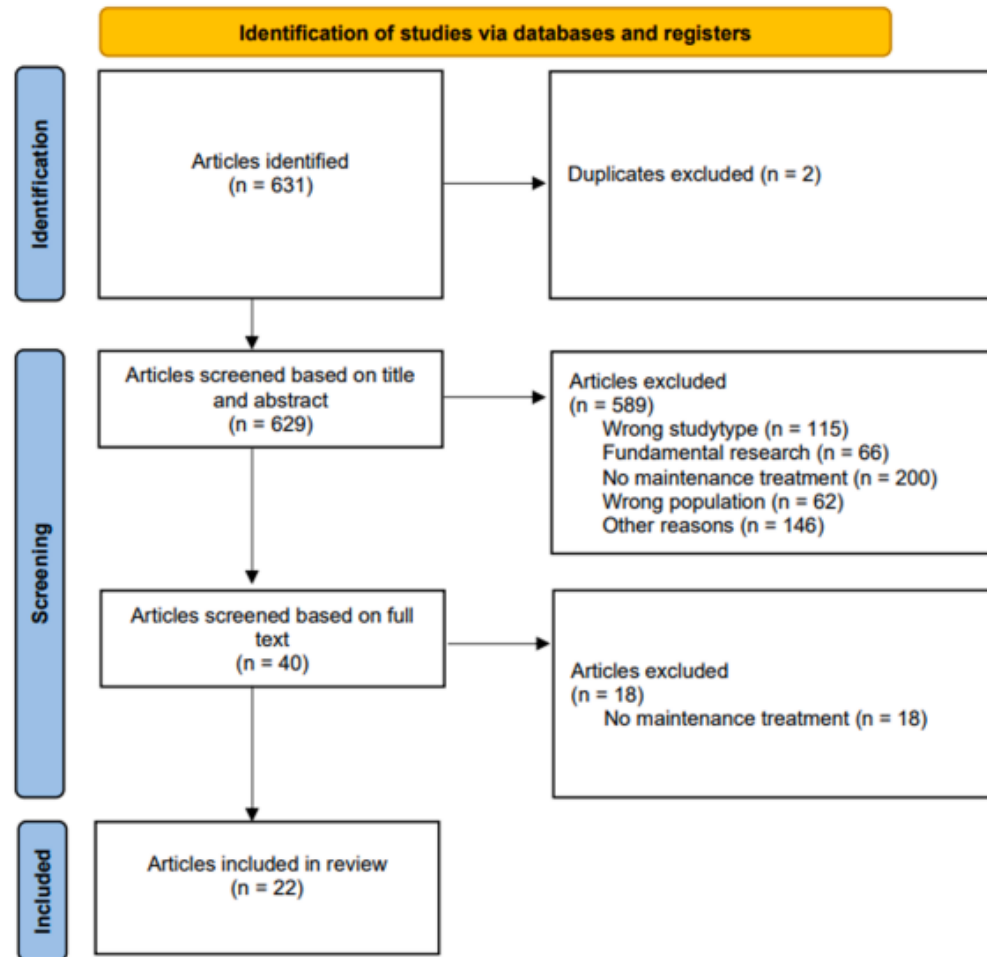 Identification of studies via databases and registers
Identification
Articles identified
(n = 631)
Duplicates excluded (n = 2)
Screening
Articles screened based on title
and abstract
(n = 629)
Articles excluded
(n = 589)
Wrong studytype (n = 115)
Fundamental research (n = 66)
No maintenance treatment (n = 200)
Wrong population (n = 62)
Other reasons (n = 146)
Articles screened based on full
text
(n = 40)
Articles excluded
(n = 18)
No maintenance treatment (n = 18)
Included
Articles included in review
(n = 22)